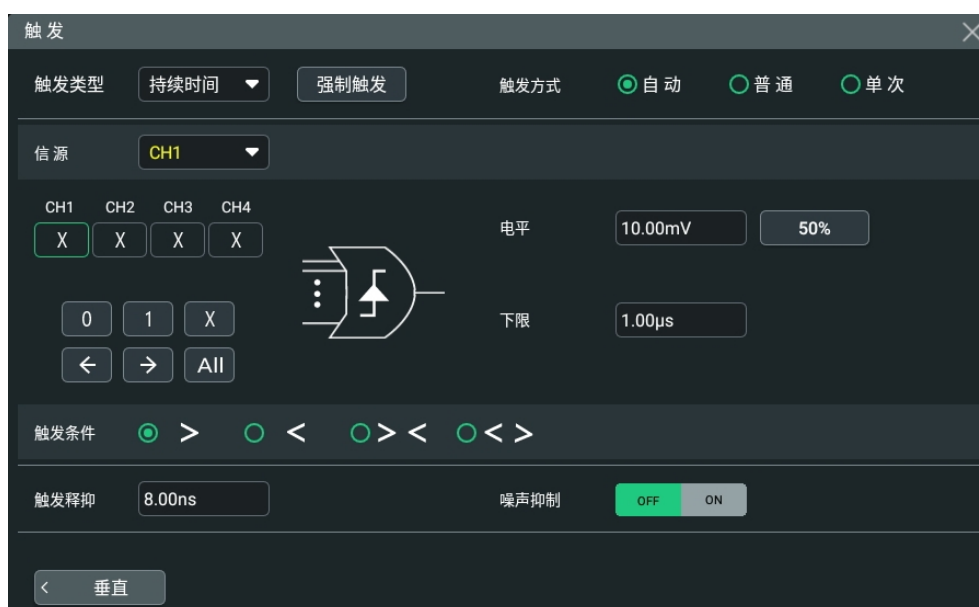 触发
触发类型 持续时间 强制触发 触发方式 自动 普通 单次
信源 CH1
CH1 CH2 CH3 CH4
X X X X
电平 10.00mV 50%
0 1 X
下限 1.00μs
← → All
触发条件 > < > < < >
触发释抑 8.00ns 噪声抑制 OFF ON
< 垂直